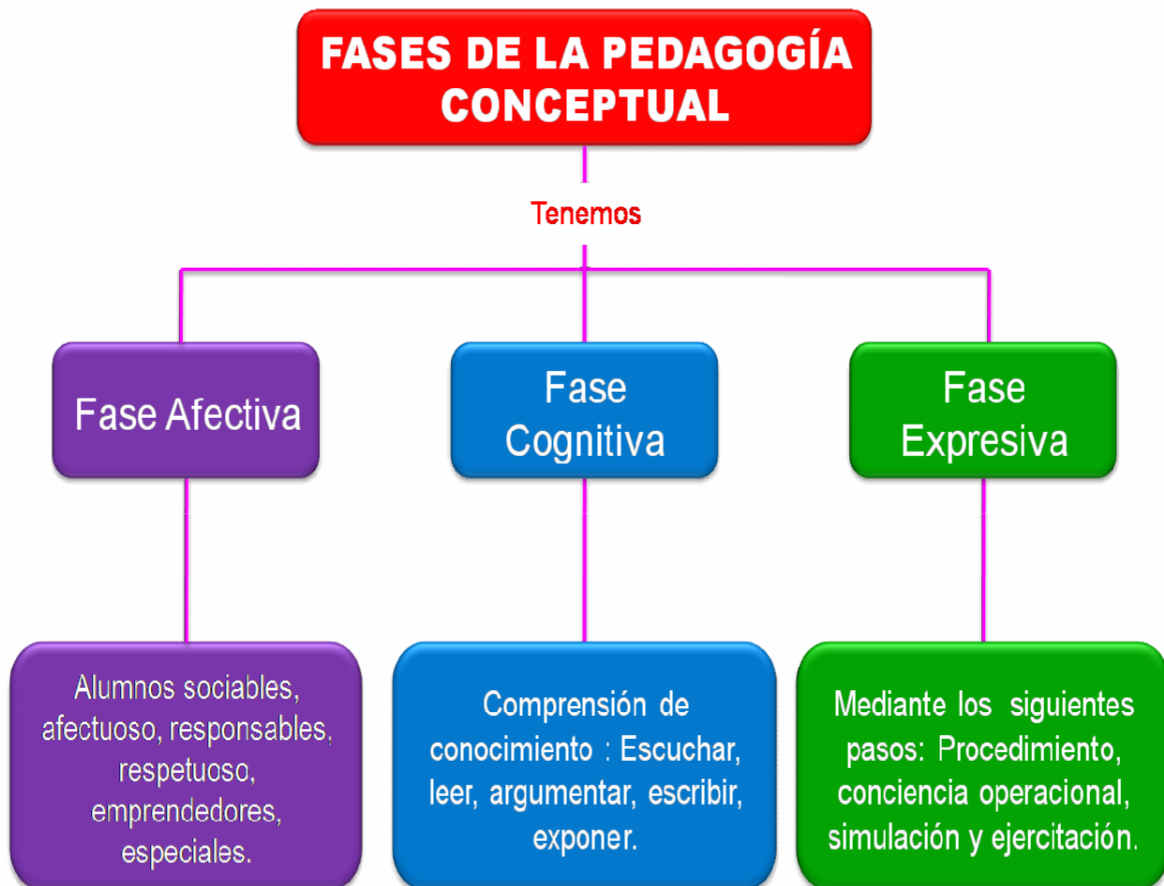 FASES DE LA PEDAGOGÍA
CONCEPTUAL
Tenemos
Fase Afectiva
Fase
Cognitiva
Fase
Expresiva
Alumnos sociables,
afectuoso, responsables,
respetuoso,
emprendedores,
especiales.
Comprensión de
conocimiento : Escuchar,
leer, argumentar, escribir,
exponer.
Mediante los siguientes
pasos: Procedimiento,
conciencia operacional,
simulación y ejercitación.